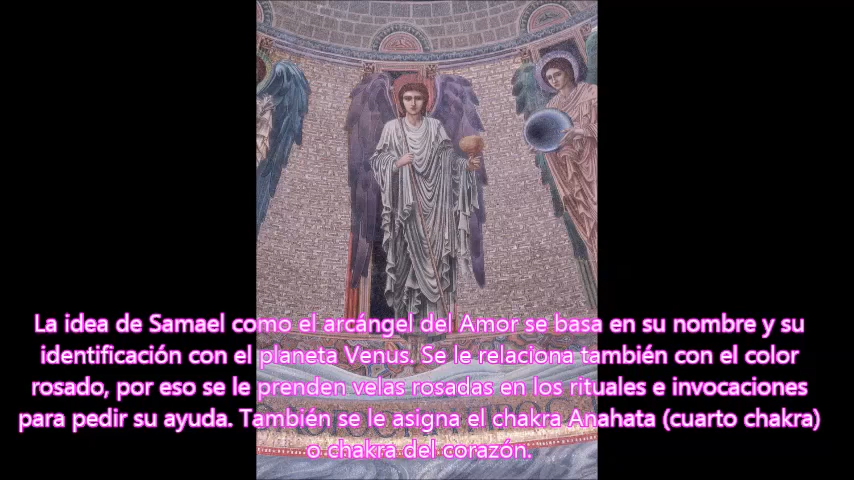 La idea de Samael como el arcángel del Amor se basa en su nombre y su
identificación con el planeta Venus. Se le relaciona también con el color
rosado, por eso se le prenden velas rosadas en los rituales e invocaciones
para pedir su ayuda. También se le asigna el chakra Anahata (cuarto chakra)
o chakra del corazón.